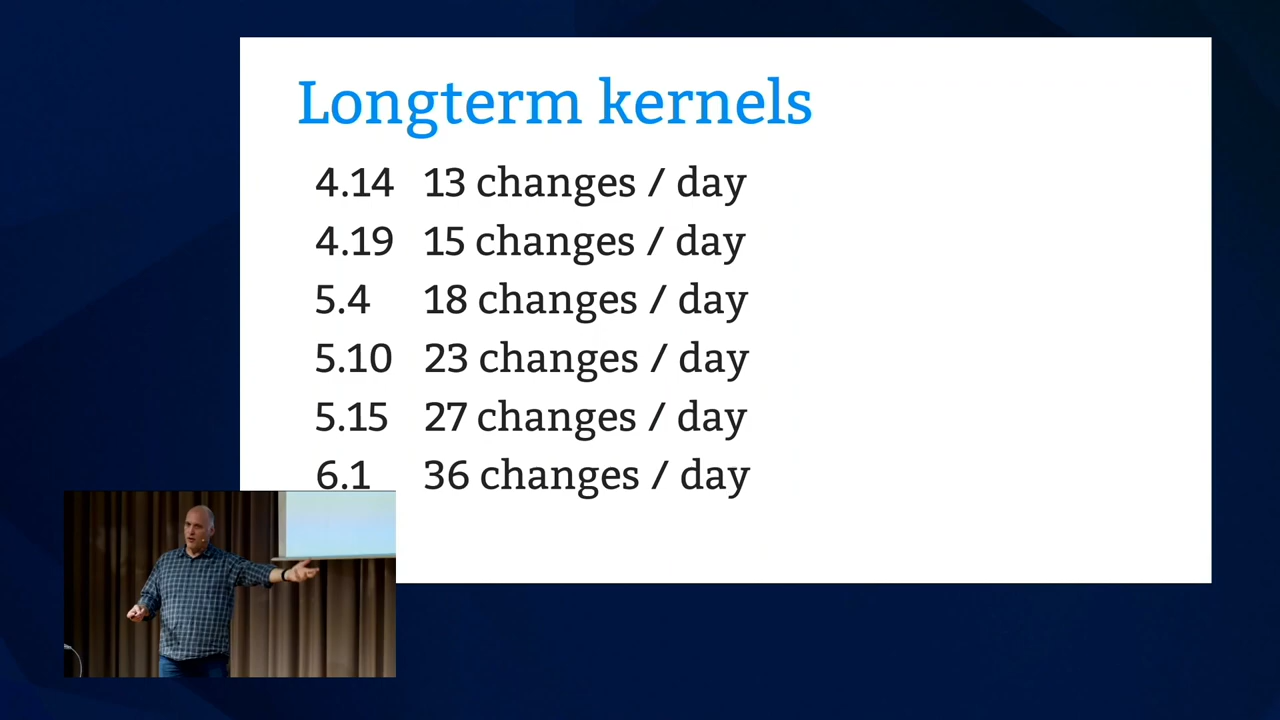 Longterm kernels
4.14 13 changes / day
4.19 15 changes / day
5.4 18 changes / day
5.10 23 changes / day
5.15 27 changes / day
6.1 36 changes / day